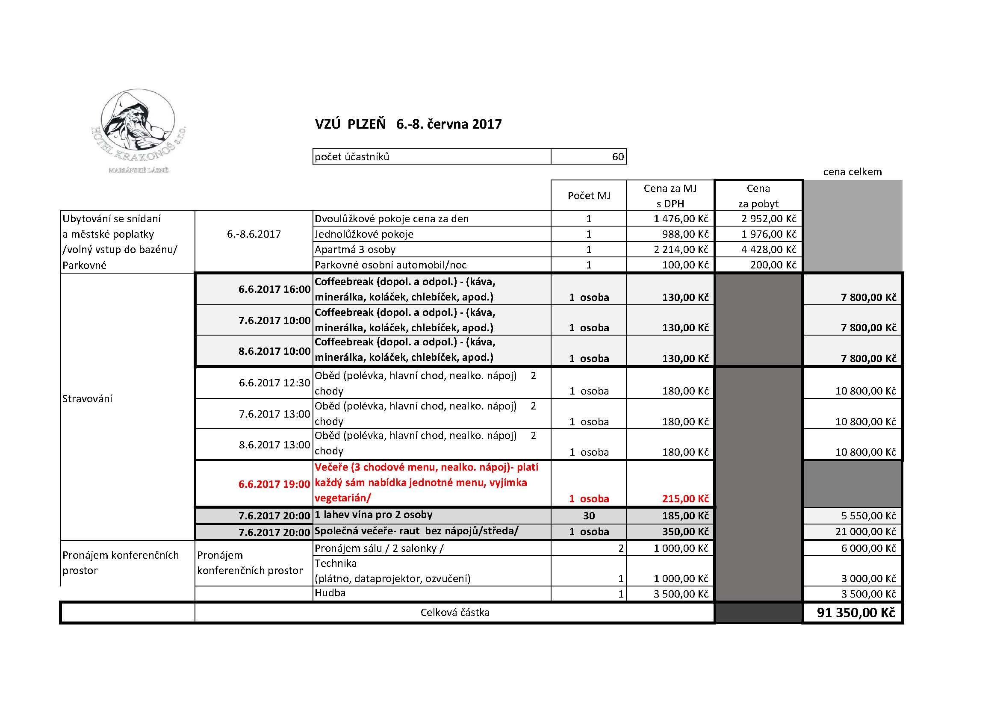 HOTEL KRAKONOŠ s.r.o.
MARIÁNSKÉ LÁZNĚ
VZÚ PLZEŇ 6.-8. června 2017
počet účastníků 60
cena celkem
Počet MJ Cena za MJ s DPH Cena za pobyt
Ubytování se snídaní
a městské poplatky
/volný vstup do bazénu/
Parkovné
6.-8.6.2017
Dvoulůžkové pokoje cena za den 1 1 476,00 Kč 2 952,00 Kč
Jednolůžkové pokoje 1 988,00 Kč 1 976,00 Kč
Apartmá 3 osoby 1 2 214,00 Kč 4 428,00 Kč
Parkovné osobní automobil/noc 1 100,00 Kč 200,00 Kč
Stravování
6.6.2017 16:00 Coffeebreak (dopol. a odpol.) - (káva,
minerálka, koláček, chlebíček, apod.) 1 osoba 130,00 Kč 7 800,00 Kč
7.6.2017 10:00 Coffeebreak (dopol. a odpol.) - (káva,
minerálka, koláček, chlebíček, apod.) 1 osoba 130,00 Kč 7 800,00 Kč
8.6.2017 10:00 Coffeebreak (dopol. a odpol.) - (káva,
minerálka, koláček, chlebíček, apod.) 1 osoba 130,00 Kč 7 800,00 Kč
6.6.2017 12:30 Oběd (polévka, hlavní chod, nealko. nápoj) 2
chody 1 osoba 180,00 Kč 10 800,00 Kč
7.6.2017 13:00 Oběd (polévka, hlavní chod, nealko. nápoj) 2
chody 1 osoba 180,00 Kč 10 800,00 Kč
8.6.2017 13:00 Oběd (polévka, hlavní chod, nealko. nápoj) 2
chody 1 osoba 180,00 Kč 10 800,00 Kč
Večeře (3 chodové menu, nealko. nápoj)- platí
6.6.2017 19:00 každý sám nabídka jednotné menu, vyjímka
vegetarián/ 1 osoba 215,00 Kč
7.6.2017 20:00 1 lahev vína pro 2 osoby 30 185,00 Kč 5 550,00 Kč
7.6.2017 20:00 Společná večeře- raut bez nápojů/středa/ 1 osoba 350,00 Kč 21 000,00 Kč
Pronájem konferenčních
prostor
Pronájem
konferenčních prostor
Pronájem sálu / 2 salonky / 2 1 000,00 Kč 6 000,00 Kč
Technika
(plátno, dataprojektor, ozvučení) 1 1 000,00 Kč 3 000,00 Kč
Hudba 1 3 500,00 Kč 3 500,00 Kč
Celková částka 91 350,00 Kč